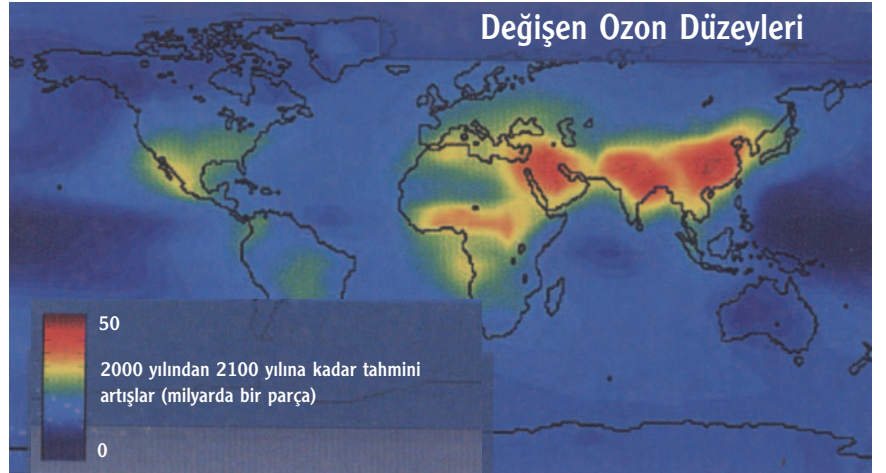 Değişen Ozon Düzeyleri
50
2000 yılından 2100 yılına kadar tahmini
artışlar (milyarda bir parça)
0